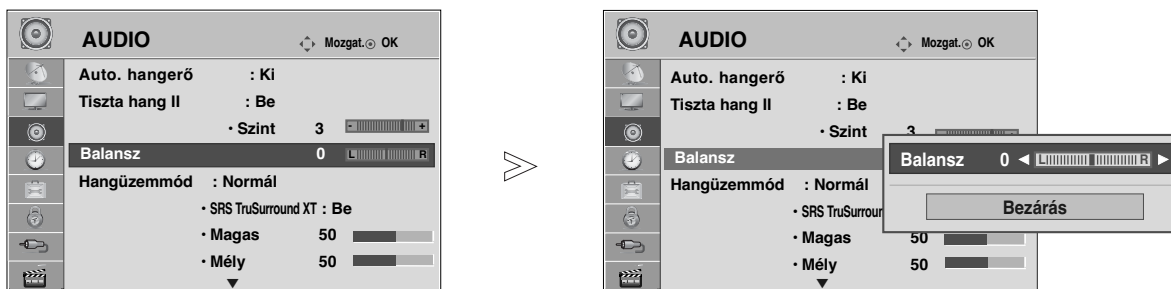 AUDIO Mozgat. OK
Auto. hangerő : Ki
Tiszta hang II : Be
• Szint 3 - +
Balansz 0 L R
Hangüzemmód : Normál
• SRS TruSurround XT : Be
• Magas 50
• Mély 50
AUDIO Mozgat. OK
Auto. hangerő : Ki
Tiszta hang II : Be
• Szint 3
Balansz
Hangüzemmód : Normál
• SRS TruSurroun
• Magas 50
• Mély 50
Balansz 0 L R
Bezárás